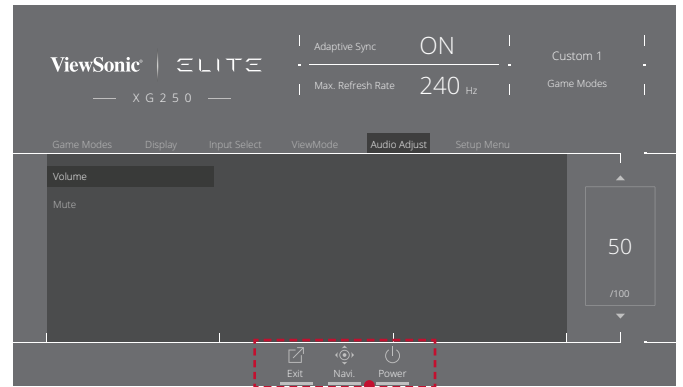 ViewSonic ELITE
XG250
Adaptive Sync ON
Max. Refresh Rate 240 Hz
Custom 1
Game Modes
Game Modes Display Input Select ViewMode Audio Adjust Setup Menu
Volume
Mute
50
/100
Exit Navi. Power